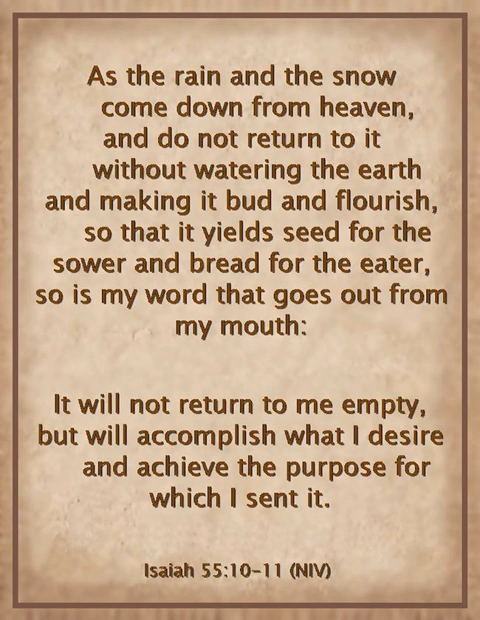 As the rain and the snow
come down from heaven,
and do not return to it
without watering the earth
and making it bud and flourish,
so that it yields seed for the
sower and bread for the eater,
so is my word that goes out from
my mouth:
It will not return to me empty,
but will accomplish what I desire
and achieve the purpose for
which I sent it.
Isaiah 55:10-11 (NIV)